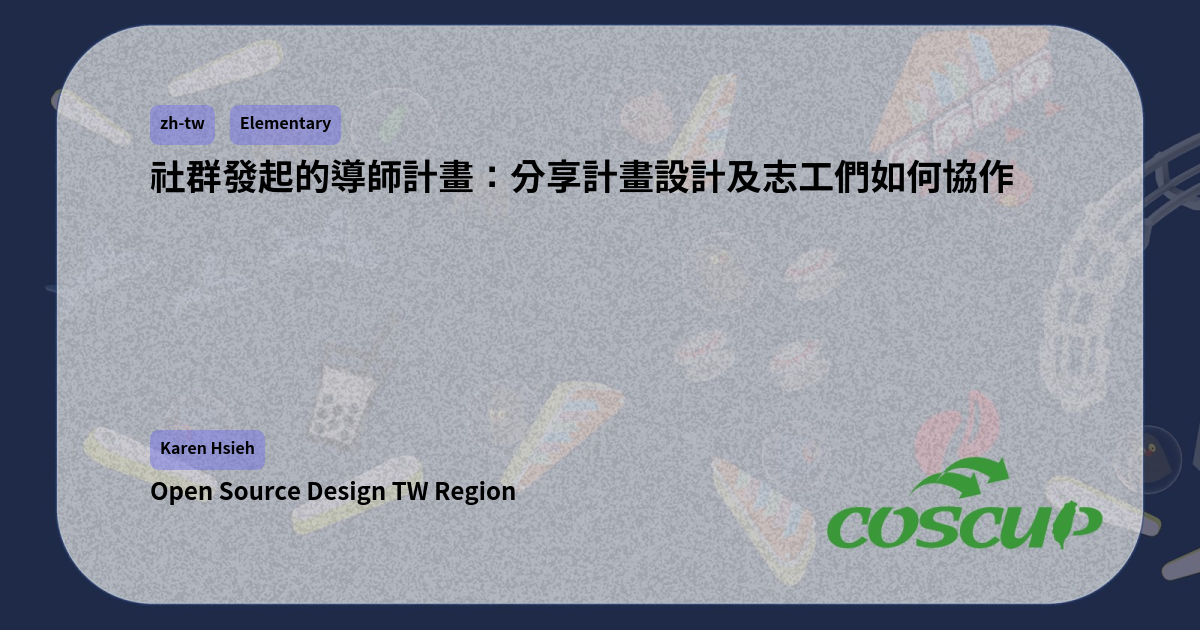 zh-tw Elementary
社群發起的導師計畫：分享計畫設計及志工們如何協作
Karen Hsieh
Open Source Design TW Region
COSCUP